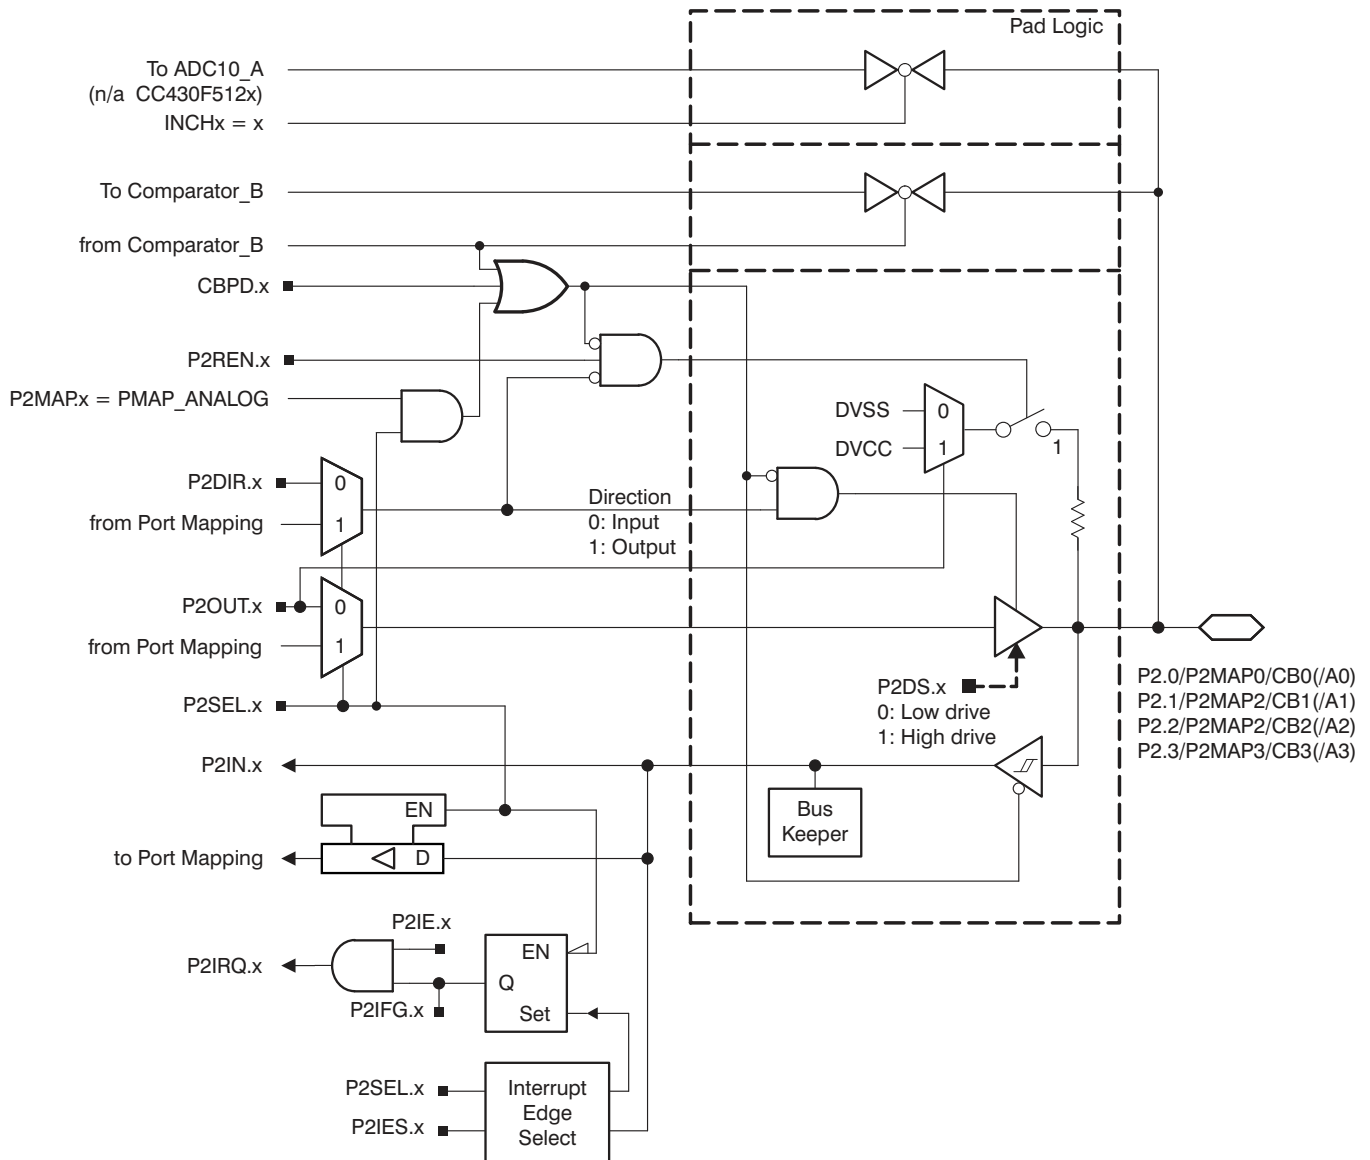 Pad Logic
To ADC10_A
(n/a CC430F512x)
INCHx = x
To Comparator_B
from Comparator_B
CBPD.x
P2REN.x
P2MAP.x = PMAP_ANALOG
DVSS
0
DVCC
1
1
P2DIR.x
0
from Port Mapping
1
Direction
0: Input
1: Output
P2OUT.x
0
from Port Mapping
1
P2SEL.x
P2DS.x
0: Low drive
1: High drive
P2.0/P2MAP0/CB0(/A0)
P2.1/P2MAP2/CB1(/A1)
P2.2/P2MAP2/CB2(/A2)
P2.3/P2MAP3/CB3(/A3)
P2IN.x
Bus
Keeper
EN
to Port Mapping
D
P2IE.x
P2IRQ.x
EN
Q
P2IFG.x
Set
P2SEL.x
P2IES.x
Interrupt
Edge
Select